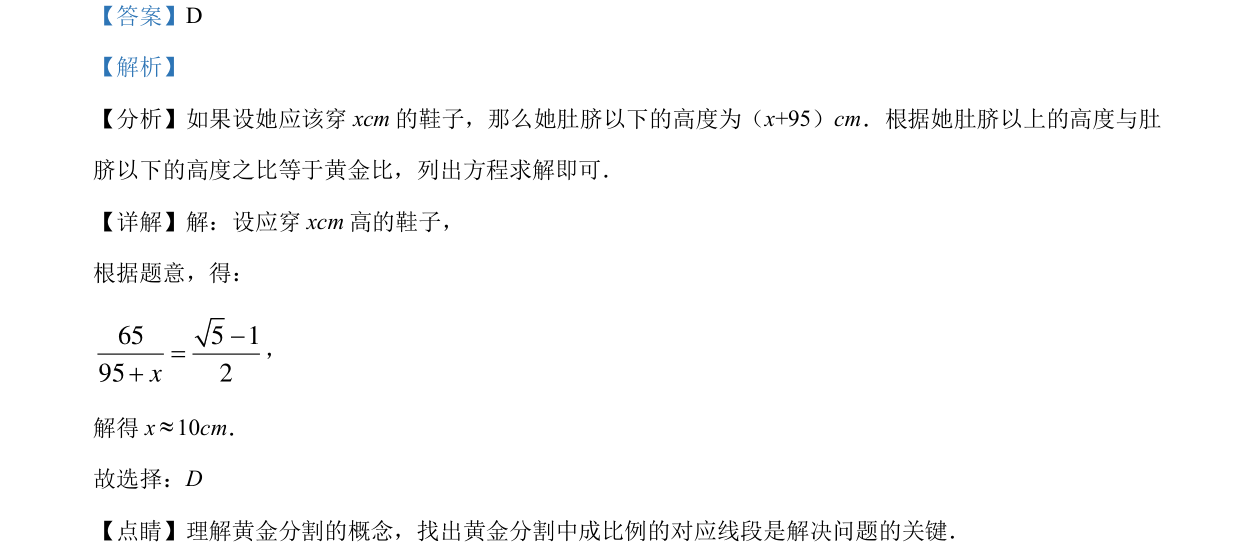 【答案】D
【解析】
【分析】如果设她应该穿 xcm 的鞋子，那么她肚脐以下的高度为（x+95）cm．根据她肚脐以上的高度与肚
脐以下的高度之比等于黄金比，列出方程求解即可．
【详解】解：设应穿 xcm 高的鞋子，
根据题意，得：
65/(95+x) = (√5−1)/2，
解得 x≈10cm．
故选择：D
【点睛】理解黄金分割的概念，找出黄金分割中成比例的对应线段是解决问题的关键．